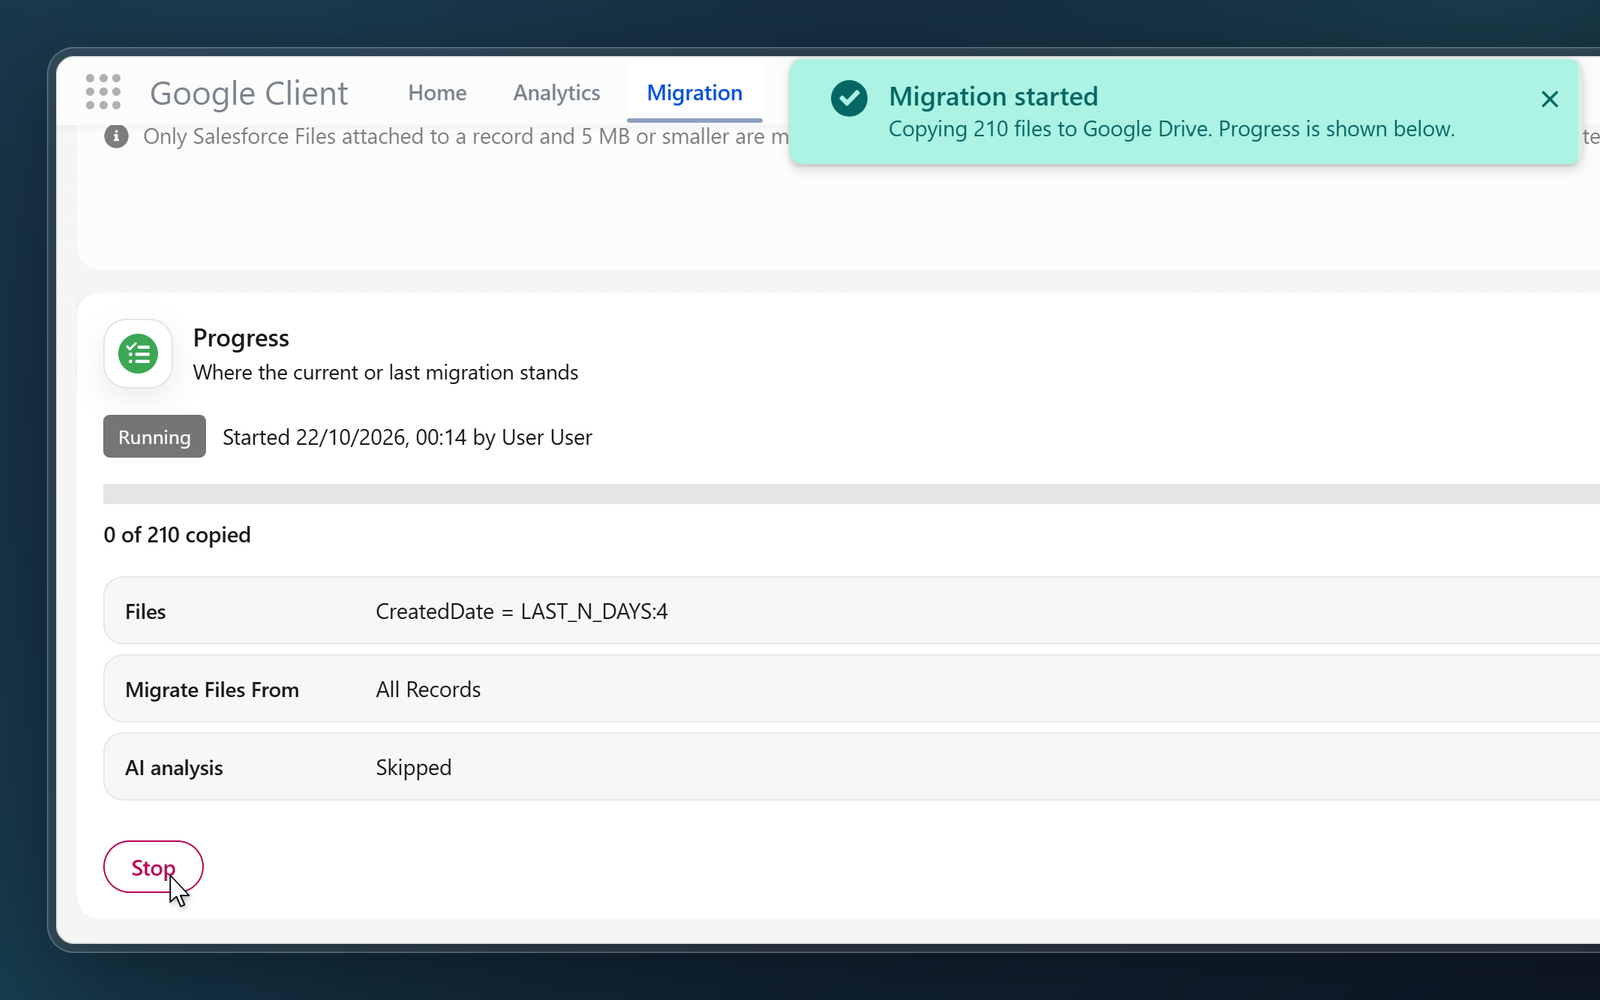 Google Client
Home
Analytics
Migration
Migration started
Copying 210 files to Google Drive. Progress is shown below.
Only Salesforce Files attached to a record and 5 MB or smaller are
Progress
Where the current or last migration stands
Running
Started 22/10/2026, 00:14 by User User
0 of 210 copied
Files
CreatedDate = LAST_N_DAYS:4
Migrate Files From
All Records
AI analysis
Skipped
Stop